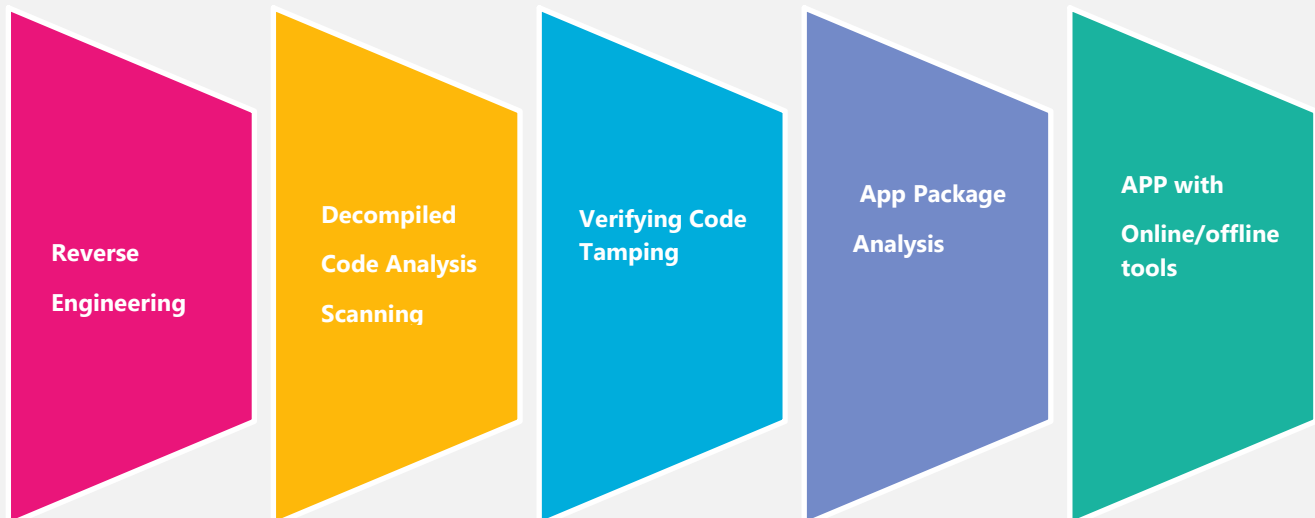 Reverse
Engineering
Decompiled
Code Analysis
Scanning
Verifying Code
Tamping
App Package
Analysis
APP with
Online/offline
tools